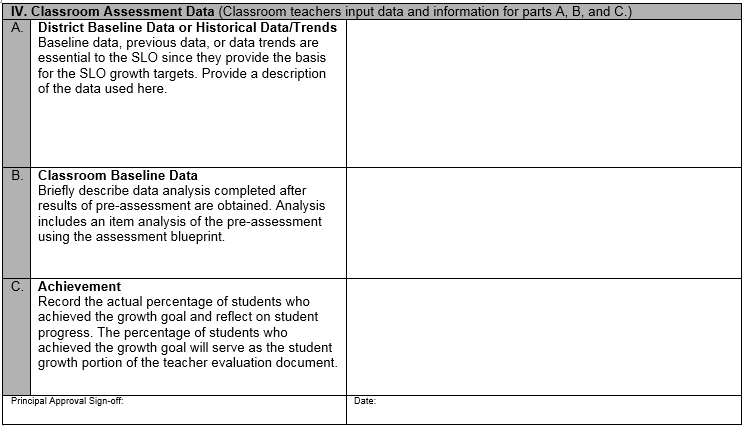 IV. Classroom Assessment Data (Classroom teachers input data and information for parts A, B, and C.)
A. District Baseline Data or Historical Data/Trends
Baseline data, previous data, or data trends are
essential to the SLO since they provide the basis
for the SLO growth targets. Provide a description
of the data used here.
B. Classroom Baseline Data
Briefly describe data analysis completed after
results of pre-assessment are obtained. Analysis
includes an item analysis of the pre-assessment
using the assessment blueprint.
C. Achievement
Record the actual percentage of students who
achieved the growth goal and reflect on student
progress. The percentage of students who
achieved the growth goal will serve as the student
growth portion of the teacher evaluation document.
Principal Approval Sign-off: Date: